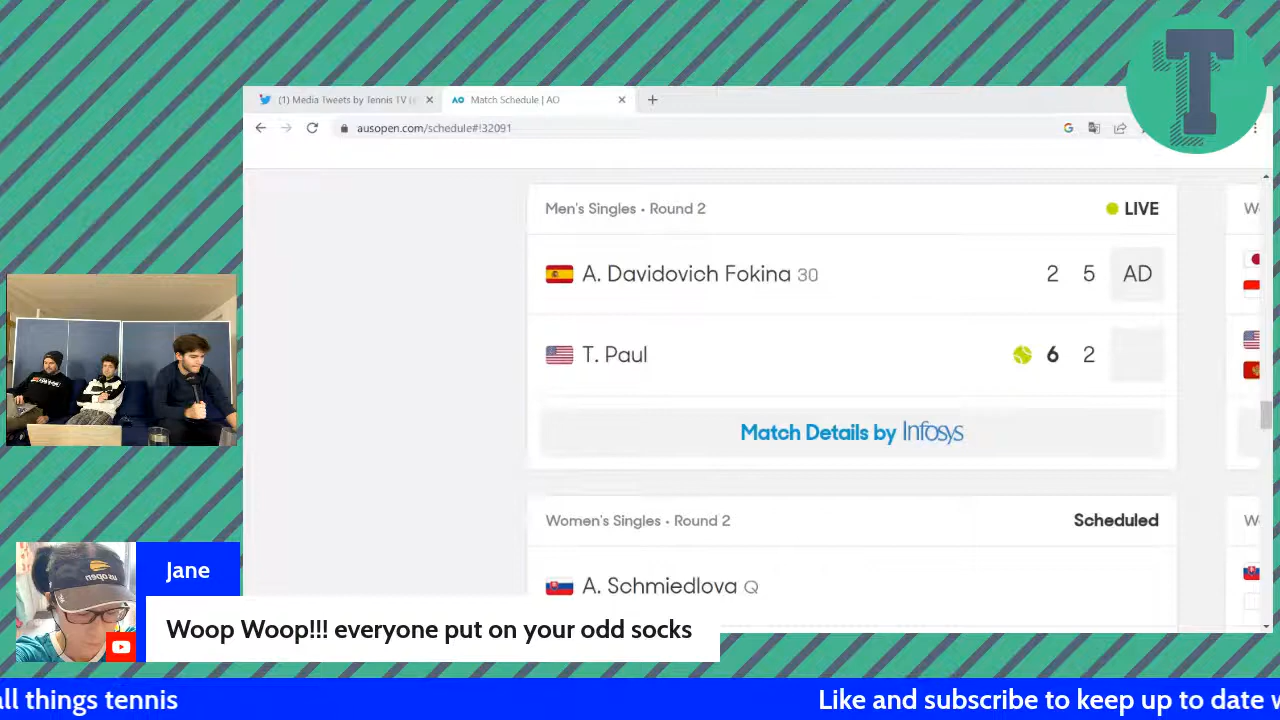 (1) Media Tweets by Tennis TV (
Match Schedule | AO
ausopen.com/schedule#!32091
Men's Singles • Round 2
LIVE
A. Davidovich Fokina 30
2 5 AD
T. Paul
6 2
Match Details by Infosys
Women's Singles • Round 2
Scheduled
A. Schmiedlova Q
Jane
Woop Woop!!! everyone put on your odd socks
all things tennis
Like and subscribe to keep up to date w
T